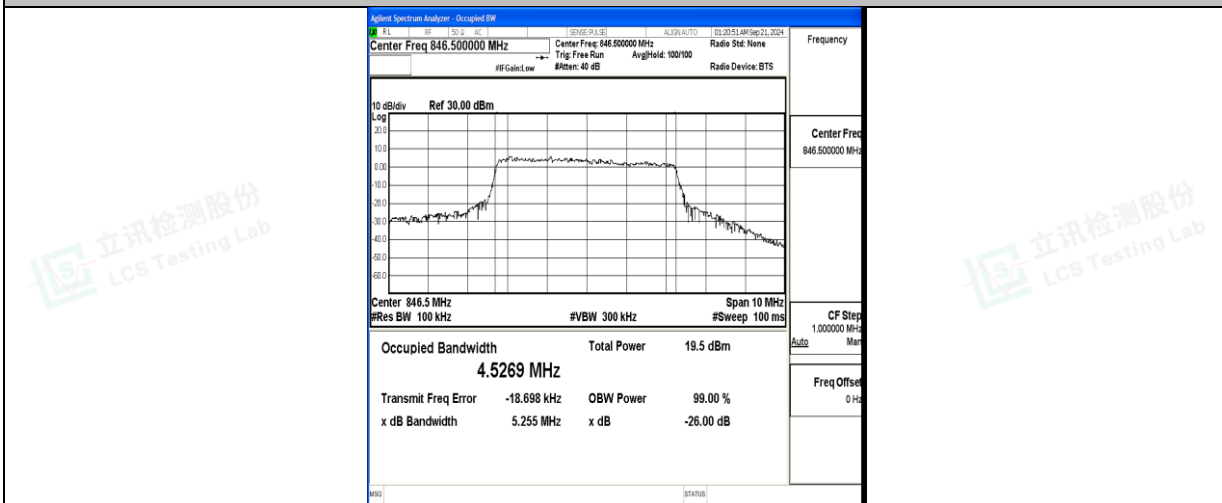 Agilent Spectrum Analyzer - Occupied BW
RL RF 50 Ω AC SENSE:PULSE ALIGN AUTO 01:20:51 AM Sep 21, 2024
Center Freq 846.500000 MHz
Center Freq: 846.500000 MHz
Radio Std: None
Trig: Free Run Avg|Hold: 100/100
#IFGain:Low #Atten: 40 dB Radio Device: BTS
Frequency
10 dB/div Ref 30.00 dBm
Log
20.0
10.0
0.00
-10.0
-20.0
-30.0
-40.0
-50.0
-60.0
Center 846.5 MHz Span 10 MHz
#Res BW 100 kHz #VBW 300 kHz #Sweep 100 ms
Occupied Bandwidth Total Power 19.5 dBm
4.5269 MHz
Transmit Freq Error -18.698 kHz OBW Power 99.00 %
x dB Bandwidth 5.255 MHz x dB -26.00 dB
Center Freq
846.500000 MHz
CF Step
1.000000 MHz
Auto Man
Freq Offset
0 Hz
MSG STATUS
立讯检测股份
LCS Testing Lab
立讯检测股份
LCS Testing Lab